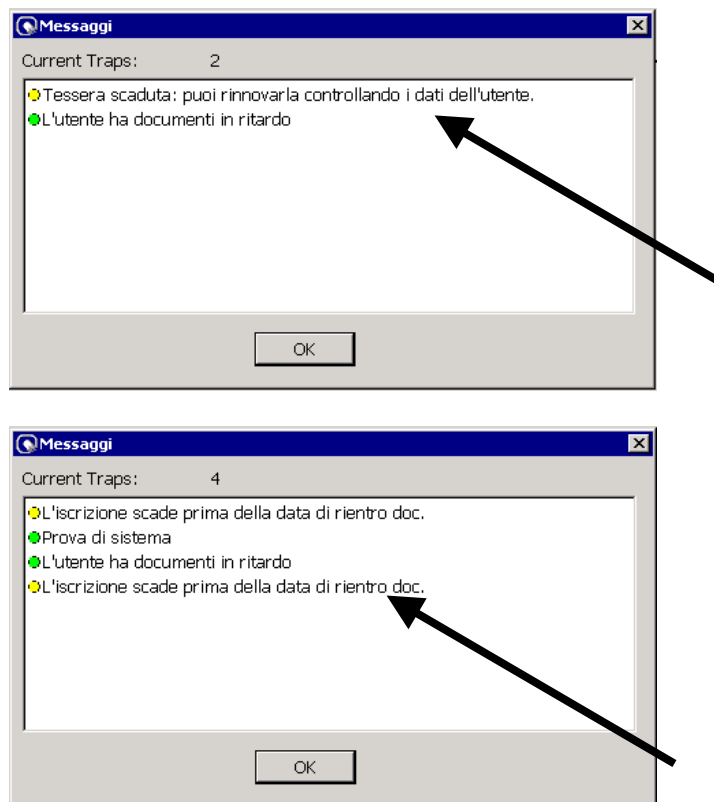 Messaggi
Current Traps: 2
Tessera scaduta: puoi rinnovarla controllando i dati dell'utente.
L'utente ha documenti in ritardo
OK
Messaggi
Current Traps: 4
L'iscrizione scade prima della data di rientro doc.
Prova di sistema
L'utente ha documenti in ritardo
L'iscrizione scade prima della data di rientro doc.
OK